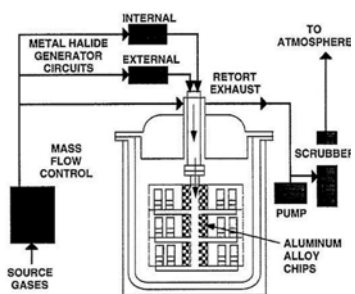 INTERNAL
METAL HALIDE
GENERATOR
CIRCUITS
EXTERNAL
TO
ATMOSPHERE
RETORT
EXHAUST
MASS
FLOW
CONTROL
SCRUBBER
PUMP
ALUMINUM
ALLOY
CHIPS
SOURCE
GASES